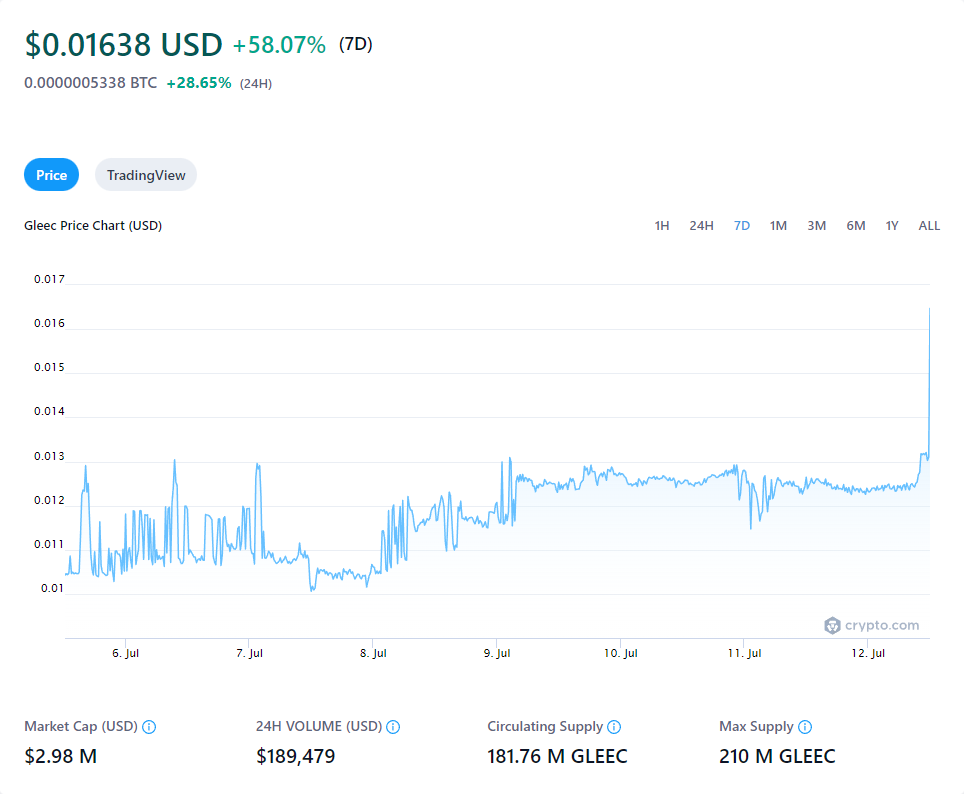 $0.01638 USD +58.07% (7D)
0.0000005338 BTC +28.65% (24H)
Price TradingView
Gleec Price Chart (USD) 1H 24H 7D 1M 3M 6M 1Y ALL
0.017
0.016
0.015
0.014
0.013
0.012
0.011
0.01
crypto.com
6. Jul 7. Jul 8. Jul 9. Jul 10. Jul 11. Jul 12. Jul
Market Cap (USD) 24H VOLUME (USD) Circulating Supply Max Supply
$2.98 M $189,479 181.76 M GLEEC 210 M GLEEC